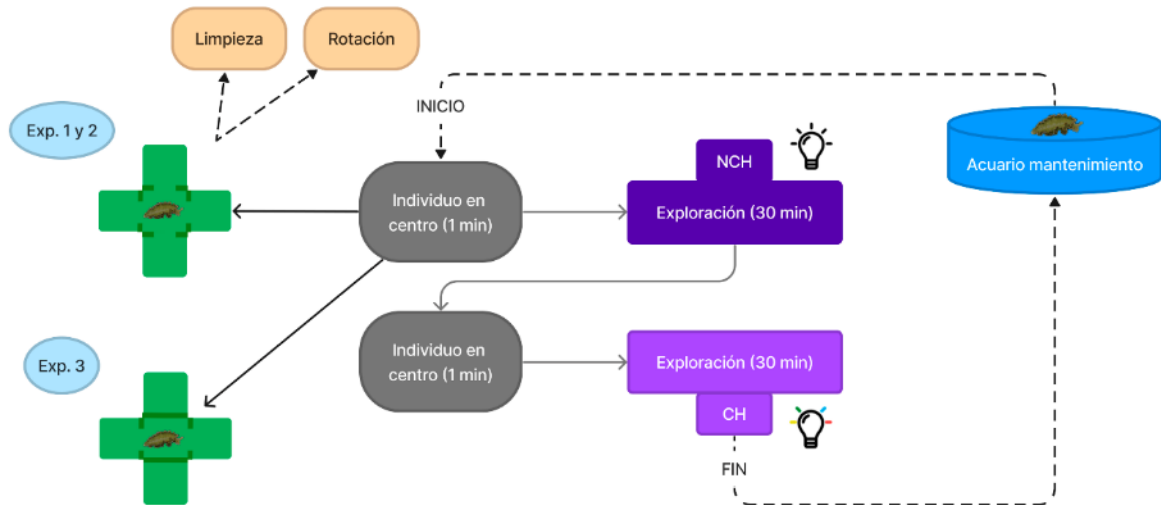 Limpieza
Rotación
INICIO
Exp. 1 y 2
NCH
Acuario mantenimiento
Individuo en
centro (1 min)
Exploración (30 min)
Exp. 3
Individuo en
centro (1 min)
Exploración (30 min)
CH
FIN